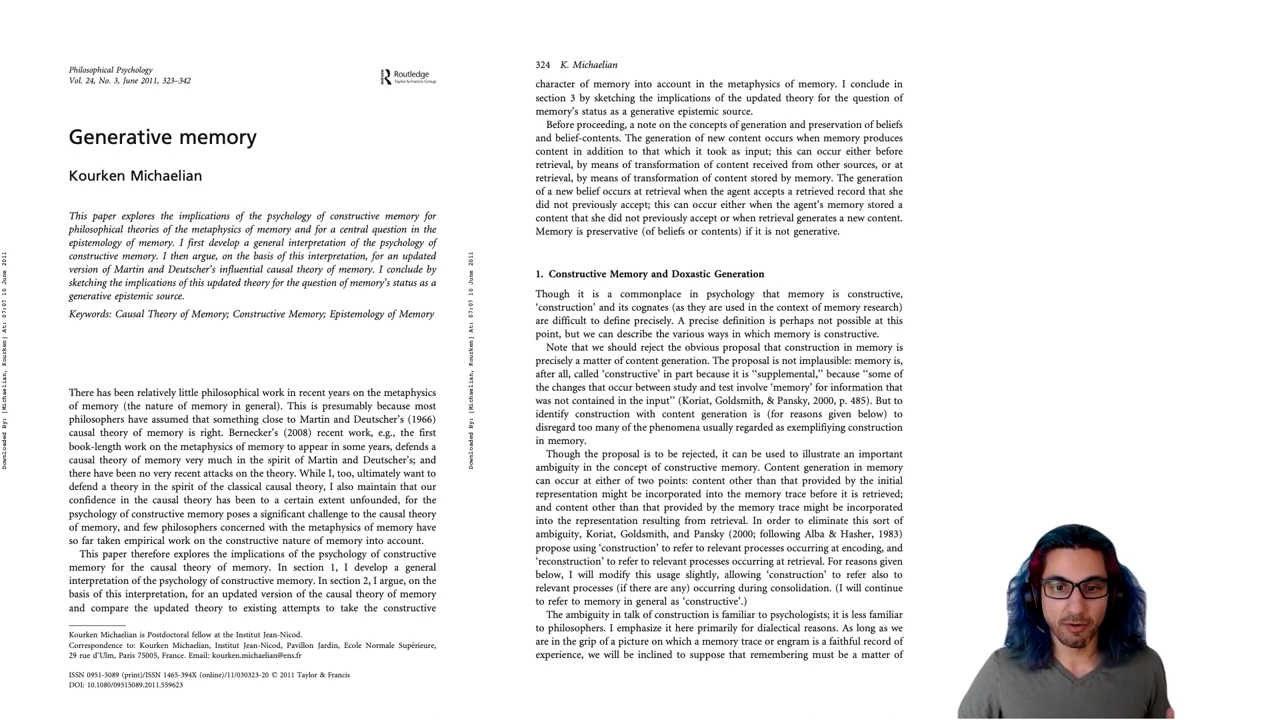 Philosophical Psychology
Vol. 24, No. 3, June 2011, 323–342
Routledge
Taylor & Francis Group
Generative memory
Kourken Michaelian
This paper explores the implications of the psychology of constructive memory for
philosophical theories of the metaphysics of memory and for a central question in the
epistemology of memory. I first develop a general interpretation of the psychology of
constructive memory. I then argue, on the basis of this interpretation, for an updated
version of Martin and Deutscher's influential causal theory of memory. I conclude by
sketching the implications of this updated theory for the question of memory's status as a
generative epistemic source.
Keywords: Causal Theory of Memory; Constructive Memory; Epistemology of Memory
There has been relatively little philosophical work in recent years on the metaphysics
of memory (the nature of memory in general). This is presumably because most
philosophers have assumed that something close to Martin and Deutscher's (1966)
causal theory of memory is right. Bernecker's (2008) recent work, e.g., the first
book-length work on the metaphysics of memory to appear in some years, defends a
causal theory of memory very much in the spirit of Martin and Deutscher's; and
there have been no very recent attacks on the theory. While I, too, ultimately want to
defend a theory in the spirit of the classical causal theory, I also maintain that our
confidence in the causal theory has been to a certain extent unfounded, for the
psychology of constructive memory poses a significant challenge to the causal theory
of memory, and few philosophers concerned with the metaphysics of memory have
so far taken empirical work on the constructive nature of memory into account.
This paper therefore explores the implications of the psychology of constructive
memory for the causal theory of memory. In section 1, I develop a general
interpretation of the psychology of constructive memory. In section 2, I argue, on the
basis of this interpretation, for an updated version of the causal theory of memory
and compare the updated theory to existing attempts to take the constructive
Kourken Michaelian is Postdoctoral fellow at the Institut Jean-Nicod.
Correspondence to: Kourken Michaelian, Institut Jean-Nicod, Pavillon Jardin, Ecole Normale Supérieure,
29 rue d'Ulm, Paris 75005, France. Email: kourken.michaelian@ens.fr
ISSN 0951-5089 (print)/ISSN 1465-394X (online)/11/030323-20 © 2011 Taylor & Francis
DOI: 10.1080/09515089.2011.559623
Downloaded By: [Michaelian, Kourken] At: 07:07 10 June 2011
324 K. Michaelian
character of memory into account in the metaphysics of memory. I conclude in
section 3 by sketching the implications of the updated theory for the question of
memory's status as a generative epistemic source.
Before proceeding, a note on the concepts of generation and preservation of beliefs
and belief-contents. The generation of new content occurs when memory produces
content in addition to that which it took as input; this can occur either before
retrieval, by means of transformation of content received from other sources, or at
retrieval, by means of transformation of content stored by memory. The generation
of a new belief occurs at retrieval when the agent accepts a retrieved record that she
did not previously accept; this can occur either when the agent's memory stored a
content that she did not previously accept or when retrieval generates a new content.
Memory is preservative (of beliefs or contents) if it is not generative.
1. Constructive Memory and Doxastic Generation
Though it is a commonplace in psychology that memory is constructive,
'construction' and its cognates (as they are used in the context of memory research)
are difficult to define precisely. A precise definition is perhaps not possible at this
point, but we can describe the various ways in which memory is constructive.
Note that we should reject the obvious proposal that construction in memory is
precisely a matter of content generation. The proposal is not implausible: memory is,
after all, called 'constructive' in part because it is "supplemental," because "some of
the changes that occur between study and test involve 'memory' for information that
was not contained in the input" (Koriat, Goldsmith, & Pansky, 2000, p. 485). But to
identify construction with content generation is (for reasons given below) to
disregard too many of the phenomena usually regarded as exemplifying construction
in memory.
Though the proposal is to be rejected, it can be used to illustrate an important
ambiguity in the concept of constructive memory. Content generation in memory
can occur at either of two points: content other than that provided by the initial
representation might be incorporated into the memory trace before it is retrieved;
and content other than that provided by the memory trace might be incorporated
into the representation resulting from retrieval. In order to eliminate this sort of
ambiguity, Koriat, Goldsmith, and Pansky (2000; following Alba & Hasher, 1983)
propose using 'construction' to refer to relevant processes occurring at encoding, and
'reconstruction' to refer to relevant processes occurring at retrieval. For reasons given
below, I will modify this usage slightly, allowing 'construction' to refer also to
relevant processes (if there are any) occurring during consolidation. (I will continue
to refer to memory in general as 'constructive'.)
The ambiguity in talk of construction is familiar to psychologists; it is less familiar
to philosophers. I emphasize it here primarily for dialectical reasons. As long as we
are in the grip of a picture on which a memory trace or engram is a faithful record of
experience, we will be inclined to suppose that remembering must be a matter of
Downloaded By: [Michaelian, Kourken] At: 07:07 10 June 2011